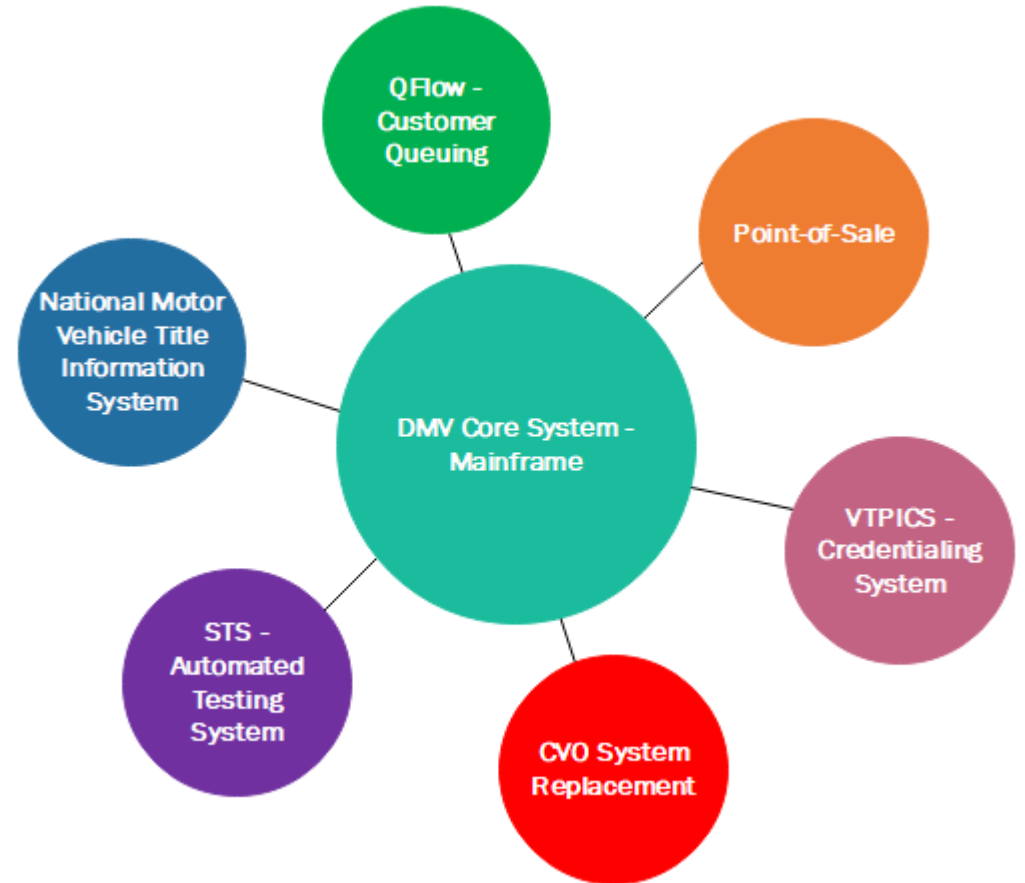 QFlow -
Customer
Queuing
Point-of-Sale
National Motor
Vehicle Title
Information
System
DMV Core System -
Mainframe
VTPICS -
Credentialing
System
STS -
Automated
Testing
System
CVO System
Replacement